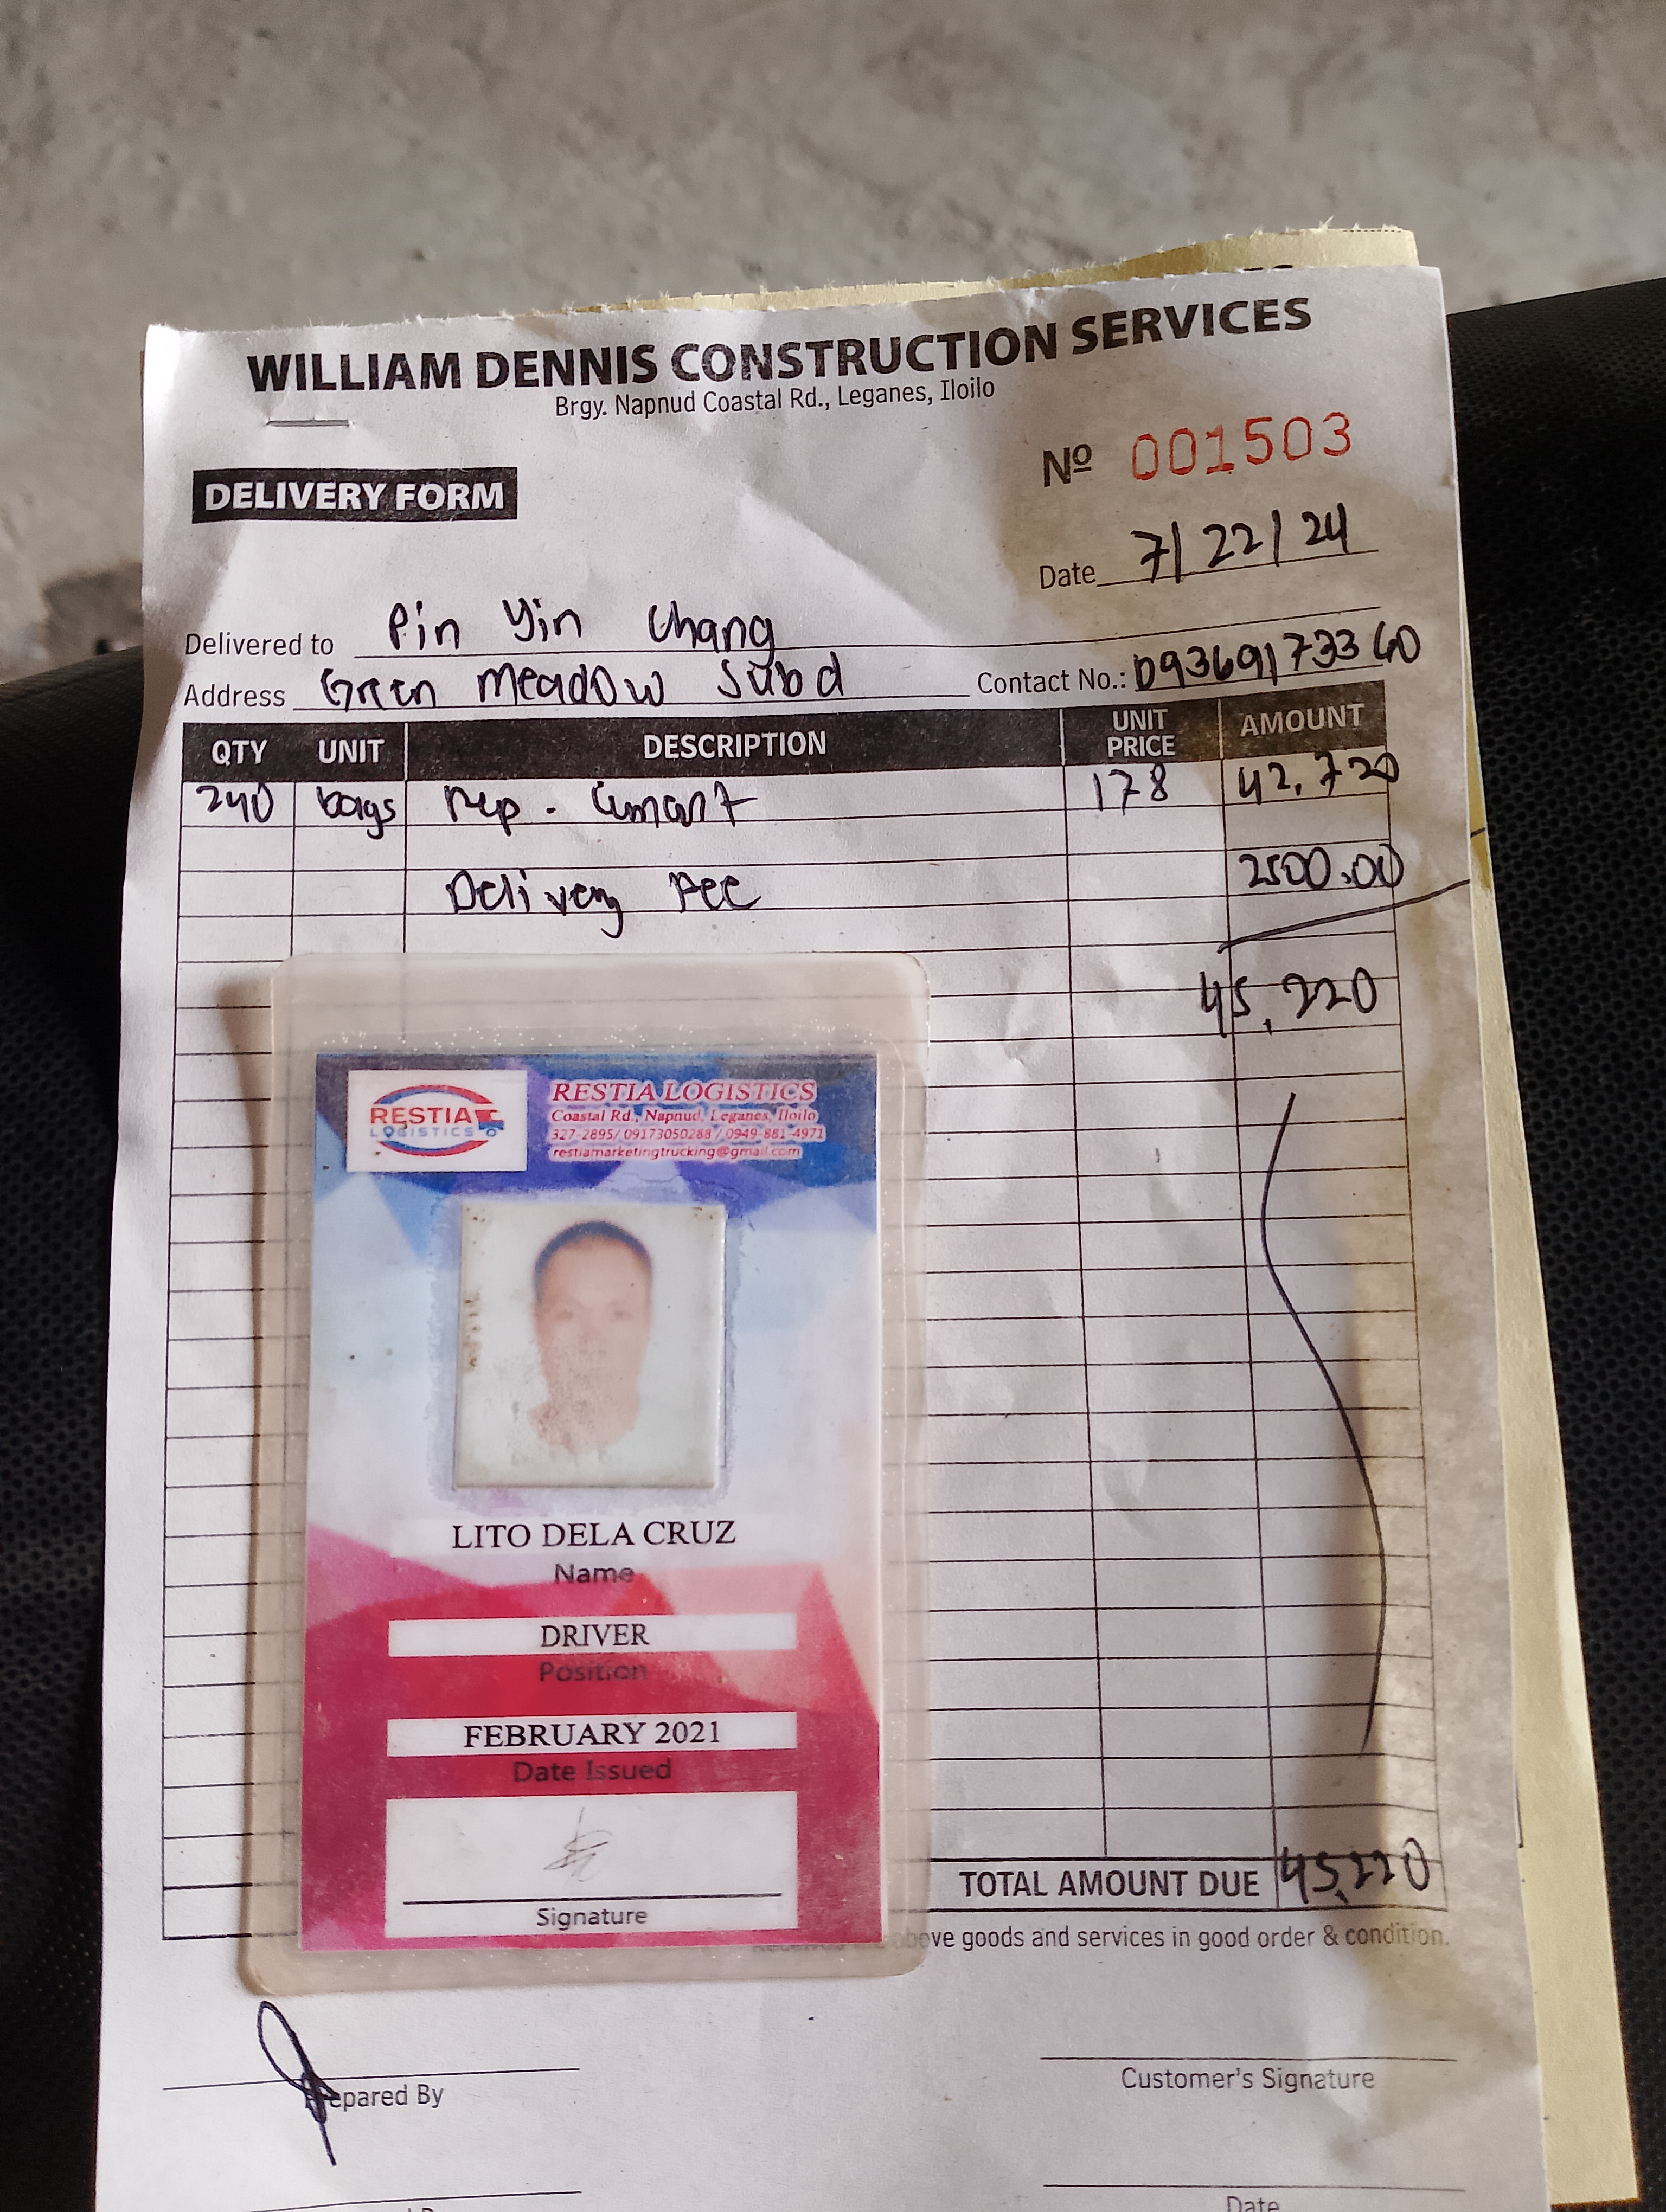 WILLIAM DENNIS CONSTRUCTION SERVICES
Brgy. Napnud Coastal Rd., Leganes, Iloilo
Nº 001503
DELIVERY FORM
Date 7/22/24
Delivered to Pin Yin Chang
Address Green Meadow Subd Contact No.: 09369173360
QTY UNIT DESCRIPTION UNIT PRICE AMOUNT
240 bags Rep. Cement 178 42,720
Delivery Fee 2500.00
45,220
RESTIA
LOGISTICS
RESTIA LOGISTICS
Coastal Rd., Napnud, Leganes, Iloilo
327-2895/ 09173050288 / 0949-881-4971
restiamarketingtrucking@gmail.com
LITO DELA CRUZ
Name
DRIVER
Position
FEBRUARY 2021
Date Issued
Signature
TOTAL AMOUNT DUE 45,220
above goods and services in good order & condition.
Prepared By
Customer's Signature
Date